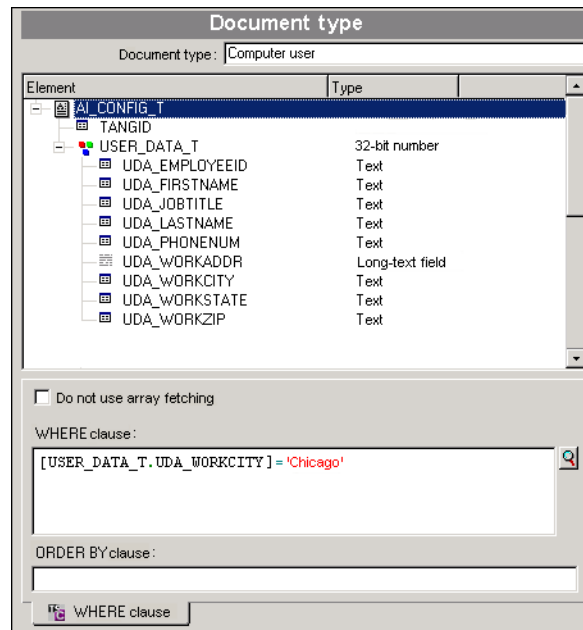 Document type
Document type: Computer user
Element Type
AI_CONFIG_T
TANGID
USER_DATA_T 32-bit number
UDA_EMPLOYEEID Text
UDA_FIRSTNAME Text
UDA_JOBTITLE Text
UDA_LASTNAME Text
UDA_PHONENUM Text
UDA_WORKADDR Long-text field
UDA_WORKCITY Text
UDA_WORKSTATE Text
UDA_WORKZIP Text
Do not use array fetching
WHERE clause:
[USER_DATA_T.UDA_WORKCITY]='Chicago'
ORDER BY clause:
WHERE clause